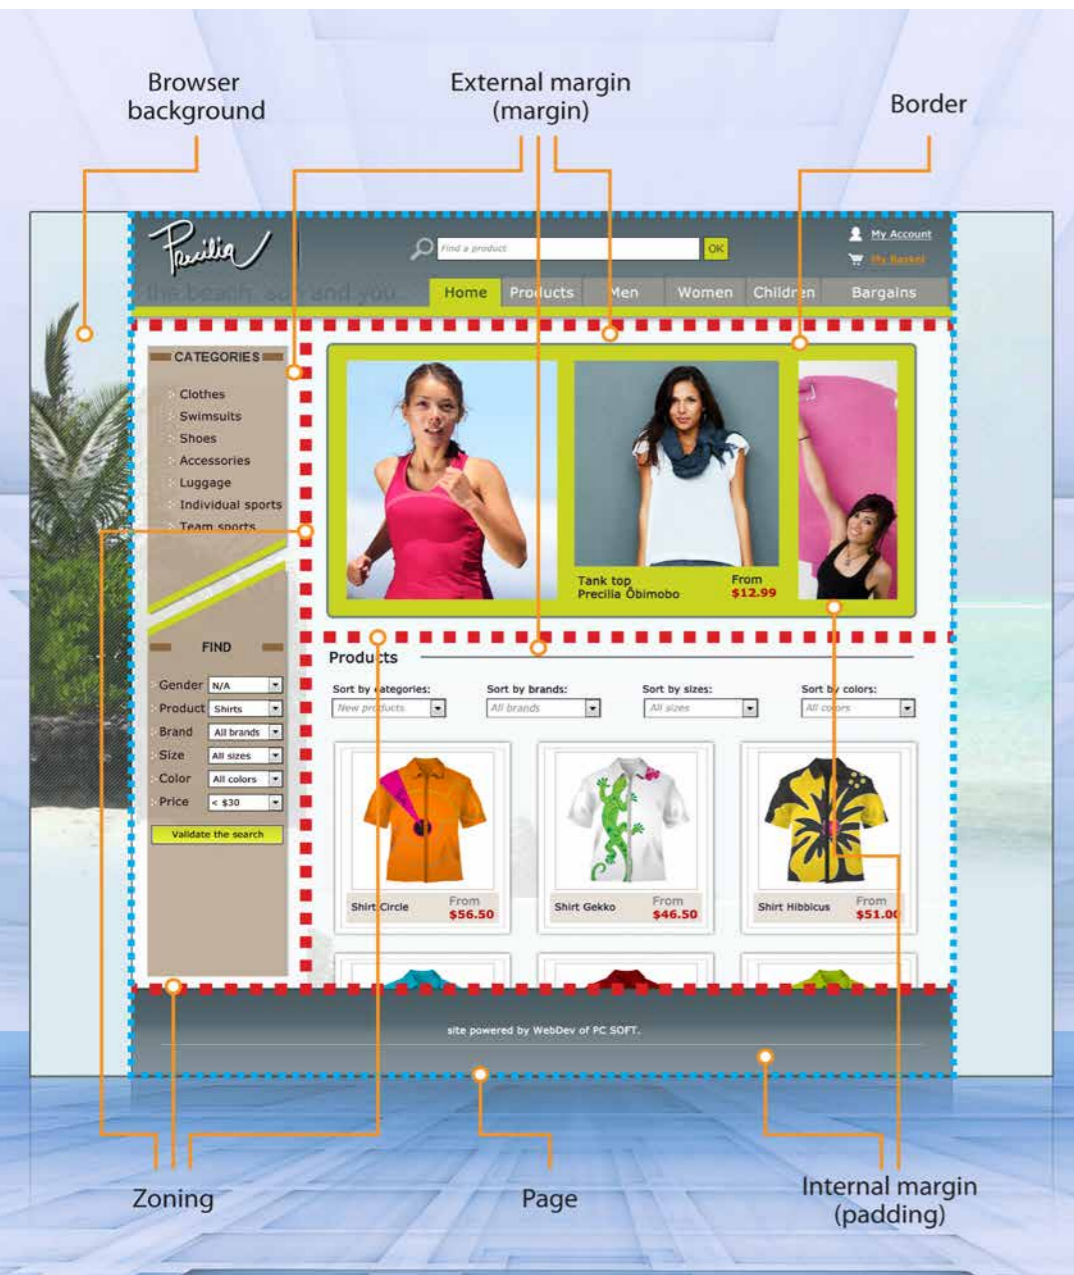 Browser
background
External margin
(margin)
Border
Precilia
Find a product
OK
My Account
My Basket
the beach, sun and you
Home Products Men Women Children Bargains
CATEGORIES
Clothes
Swimsuits
Shoes
Accessories
Luggage
Individual sports
Team sports
Tank top
Precilia Õbimobo
From
$12.99
FIND
Gender N/A
Product Shirts
Brand All brands
Size All sizes
Color All colors
Price < $30
Validate the search
Products
Sort by categories: Sort by brands: Sort by sizes: Sort by colors:
New products All brands All sizes All colors
Shirt Circle
From
$56.50
Shirt Gekko
From
$46.50
Shirt Hibbicus
From
$51.00
site powered by WebDev of PC SOFT.
Zoning
Page
Internal margin
(padding)